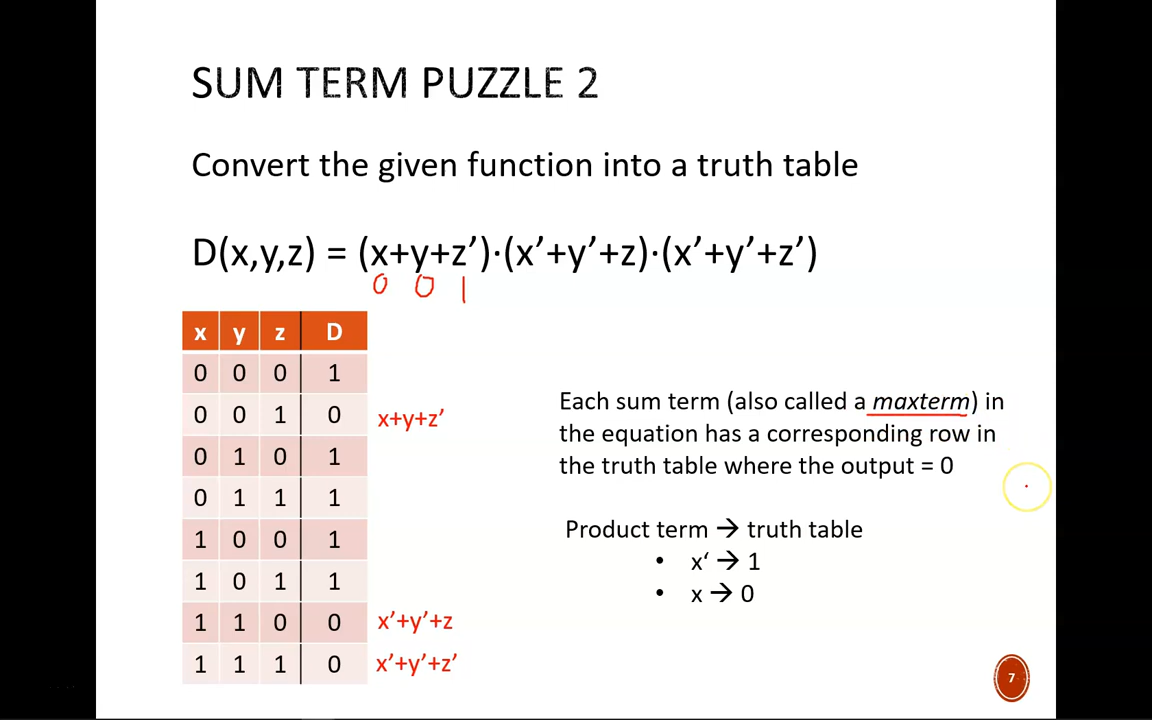 SUM TERM PUZZLE 2
Convert the given function into a truth table
D(x,y,z) = (x+y+z’)·(x’+y’+z)·(x’+y’+z’)
0 0 1
x y z D
0 0 0 1
0 0 1 0 x+y+z’
0 1 0 1
0 1 1 1
1 0 0 1
1 0 1 1
1 1 0 0 x’+y’+z
1 1 1 0 x’+y’+z’
Each sum term (also called a maxterm) in
the equation has a corresponding row in
the truth table where the output = 0
Product term → truth table
• x‘ → 1
• x → 0
7